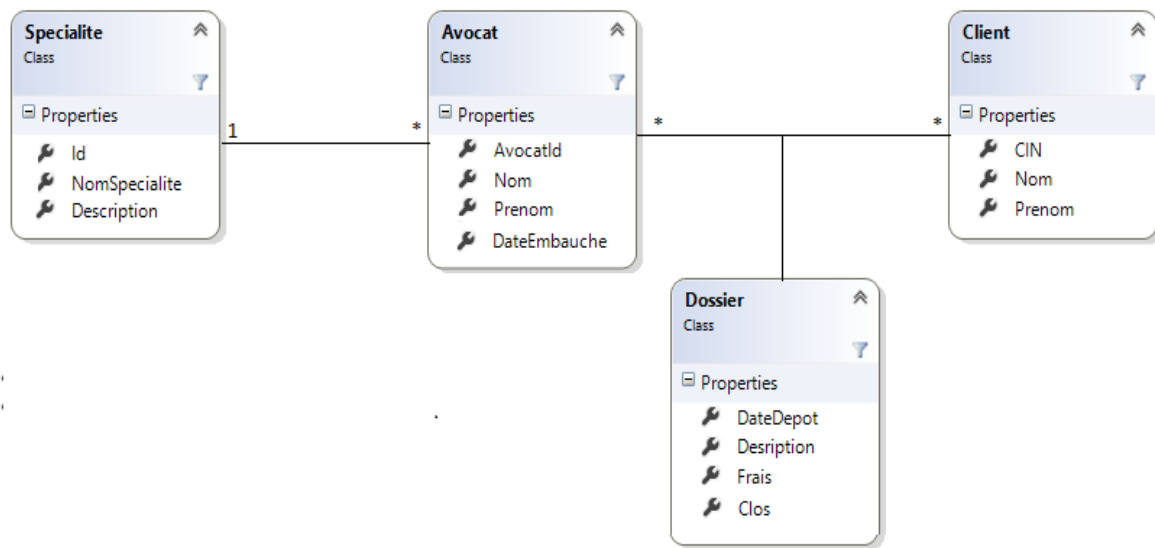 Specialite
Class
Properties
Id
NomSpecialite
Description
1
*
Avocat
Class
Properties
AvocatId
Nom
Prenom
DateEmbauche
*
*
Client
Class
Properties
CIN
Nom
Prenom
Dossier
Class
Properties
DateDepot
Desription
Frais
Clos